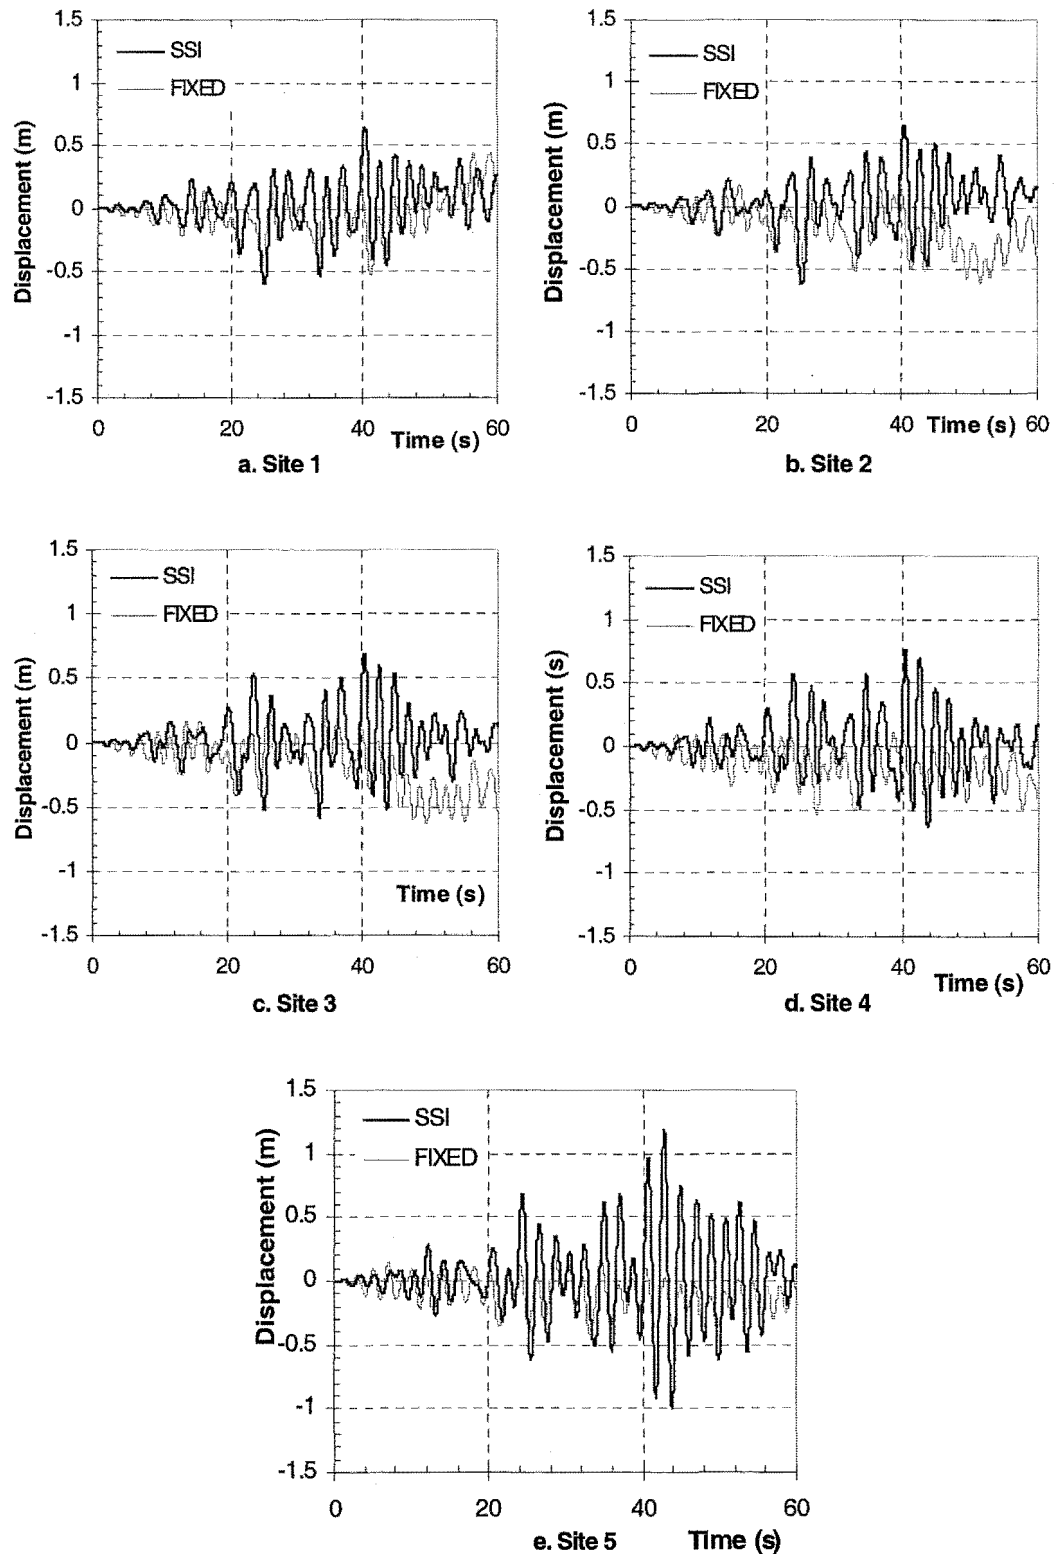 1.5
SSI
1
FIXED
0.5
0
-0.5
-1
-1.5
Displacement (m)
0 20 40 60
Time (s)
a. Site 1
1.5
SSI
1
FIXED
0.5
0
-0.5
-1
-1.5
Displacement (m)
0 20 40 60
Time (s)
b. Site 2
1.5
SSI
1
FIXED
0.5
0
-0.5
-1
-1.5
Displacement (m)
Time (s)
0 20 40 60
c. Site 3
1.5
SSI
1
FIXED
0.5
0
-0.5
-1
-1.5
Displacement (s)
0 20 40 60
Time (s)
d. Site 4
1.5
SSI
1
FIXED
0.5
0
-0.5
-1
-1.5
Displacement (m)
0 20 40 60
e. Site 5 Time (s)